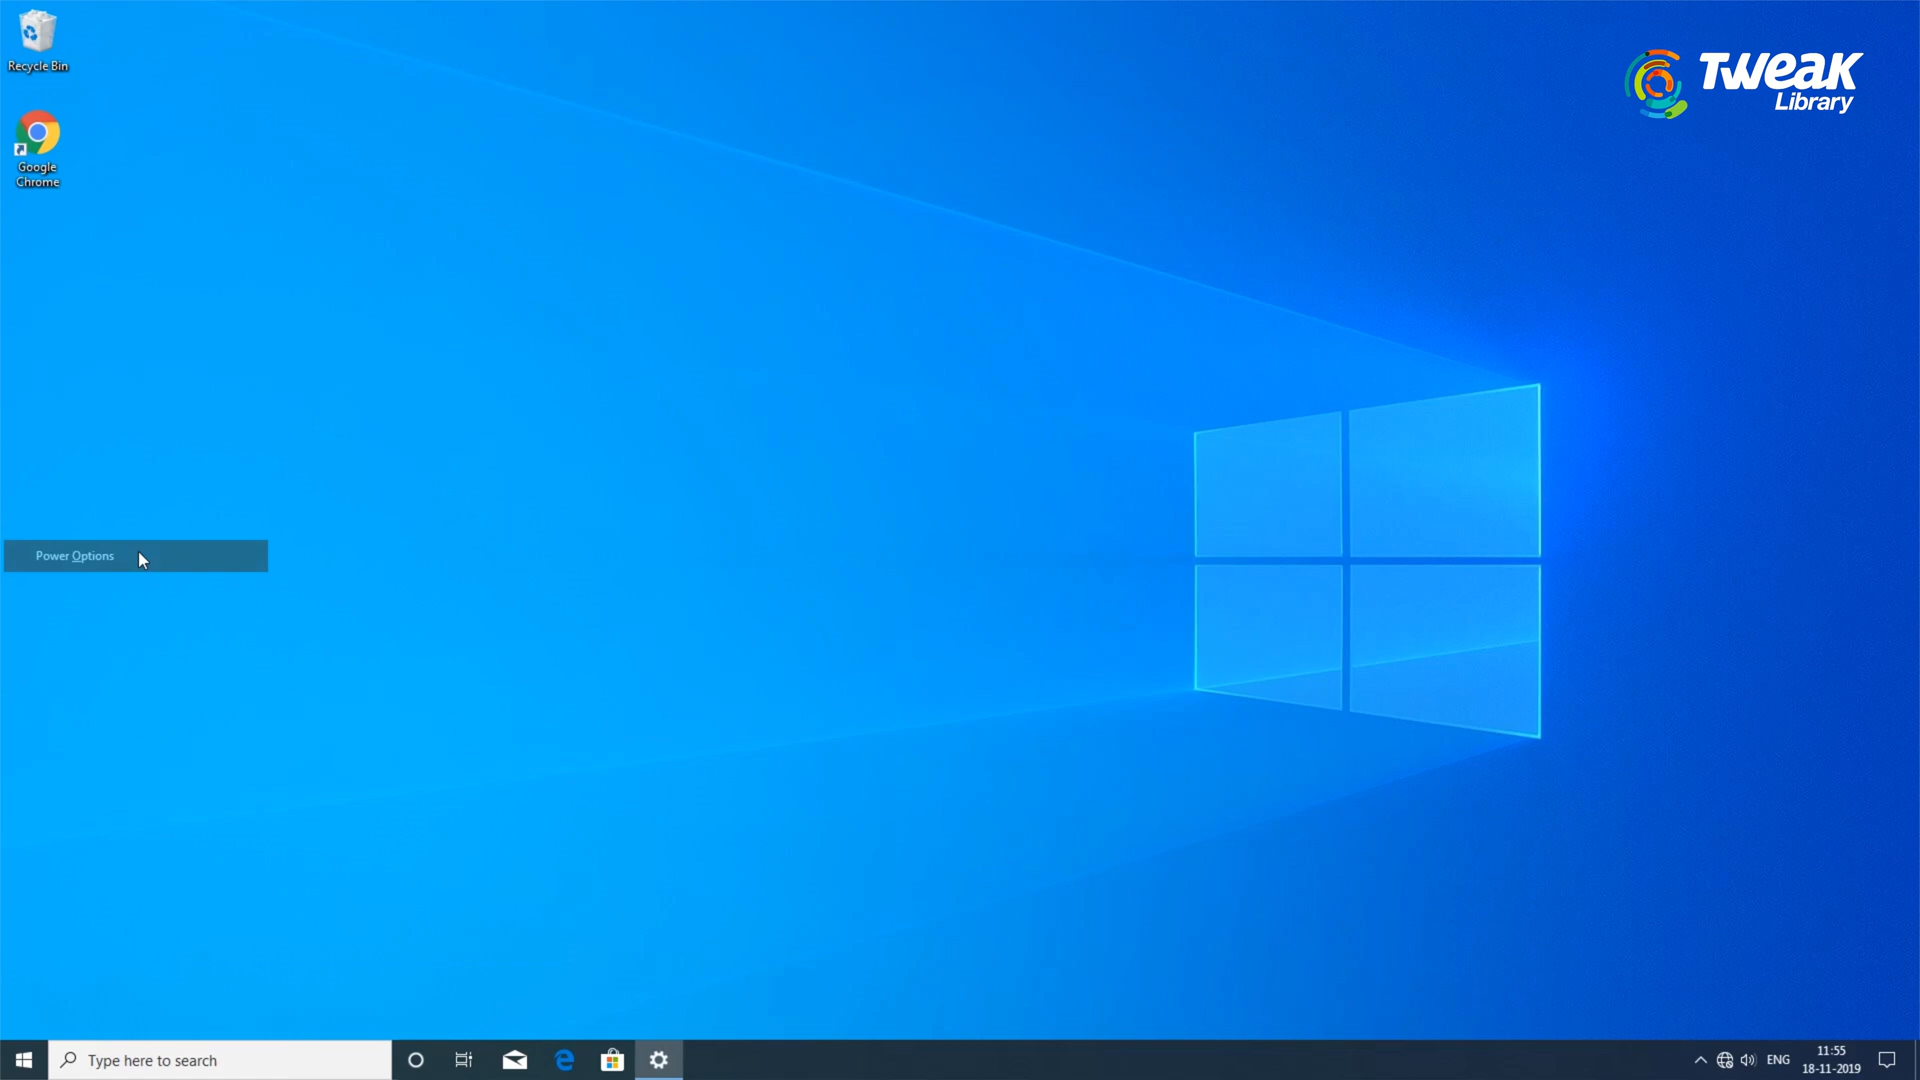 Recycle Bin
Google
Chrome
TWEAK
Library
Power Options
Type here to search
ENG
11:55
18-11-2019